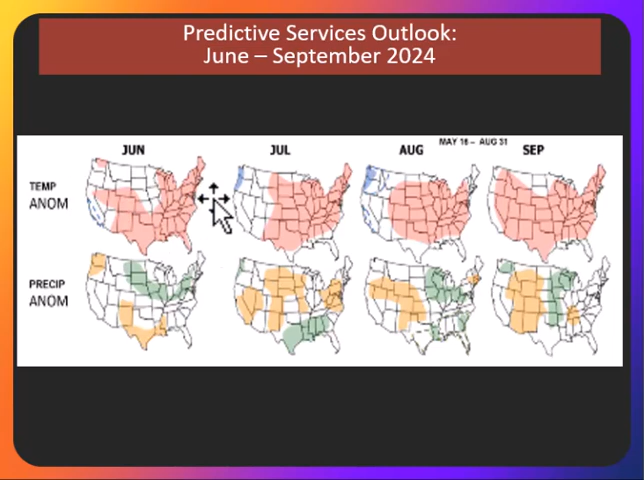 Predictive Services Outlook:
June – September 2024
MAY 16 – AUG 31
JUN
JUL
AUG
SEP
TEMP
ANOM
PRECIP
ANOM